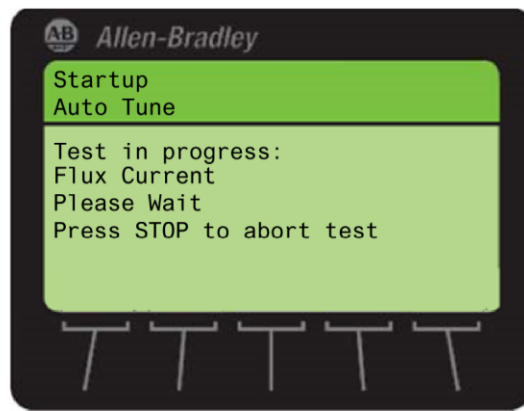 AB Allen-Bradley
Startup
Auto Tune
Test in progress:
Flux Current
Please Wait
Press STOP to abort test